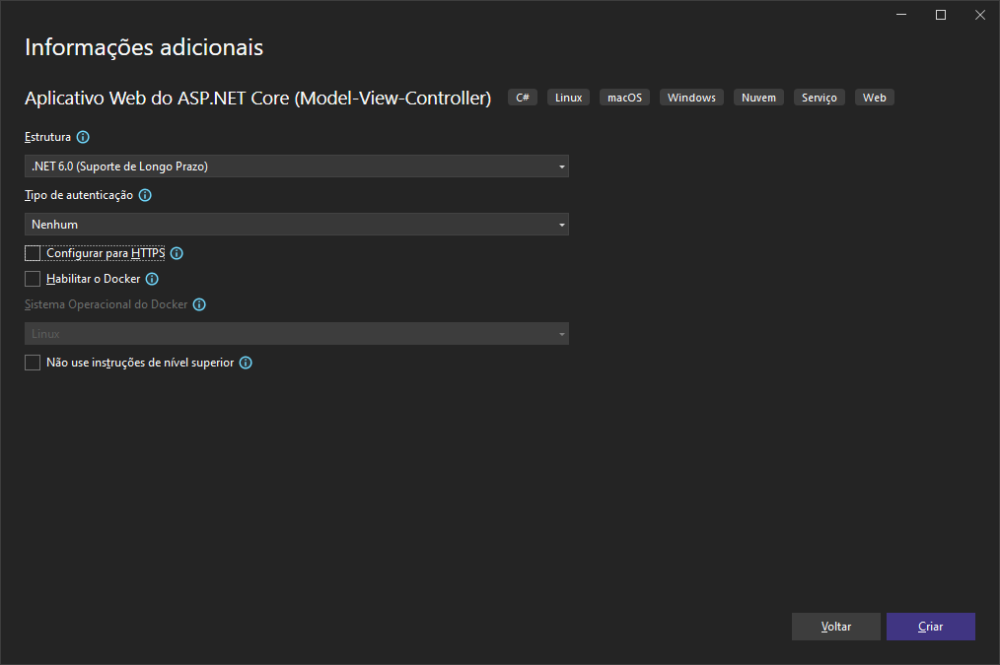 Informações adicionais
Aplicativo Web do ASP.NET Core (Model-View-Controller) C# Linux macOS Windows Nuvem Serviço Web
Estrutura
.NET 6.0 (Suporte de Longo Prazo)
Tipo de autenticação
Nenhum
Configurar para HTTPS
Habilitar o Docker
Sistema Operacional do Docker
Linux
Não use instruções de nível superior
Voltar Criar